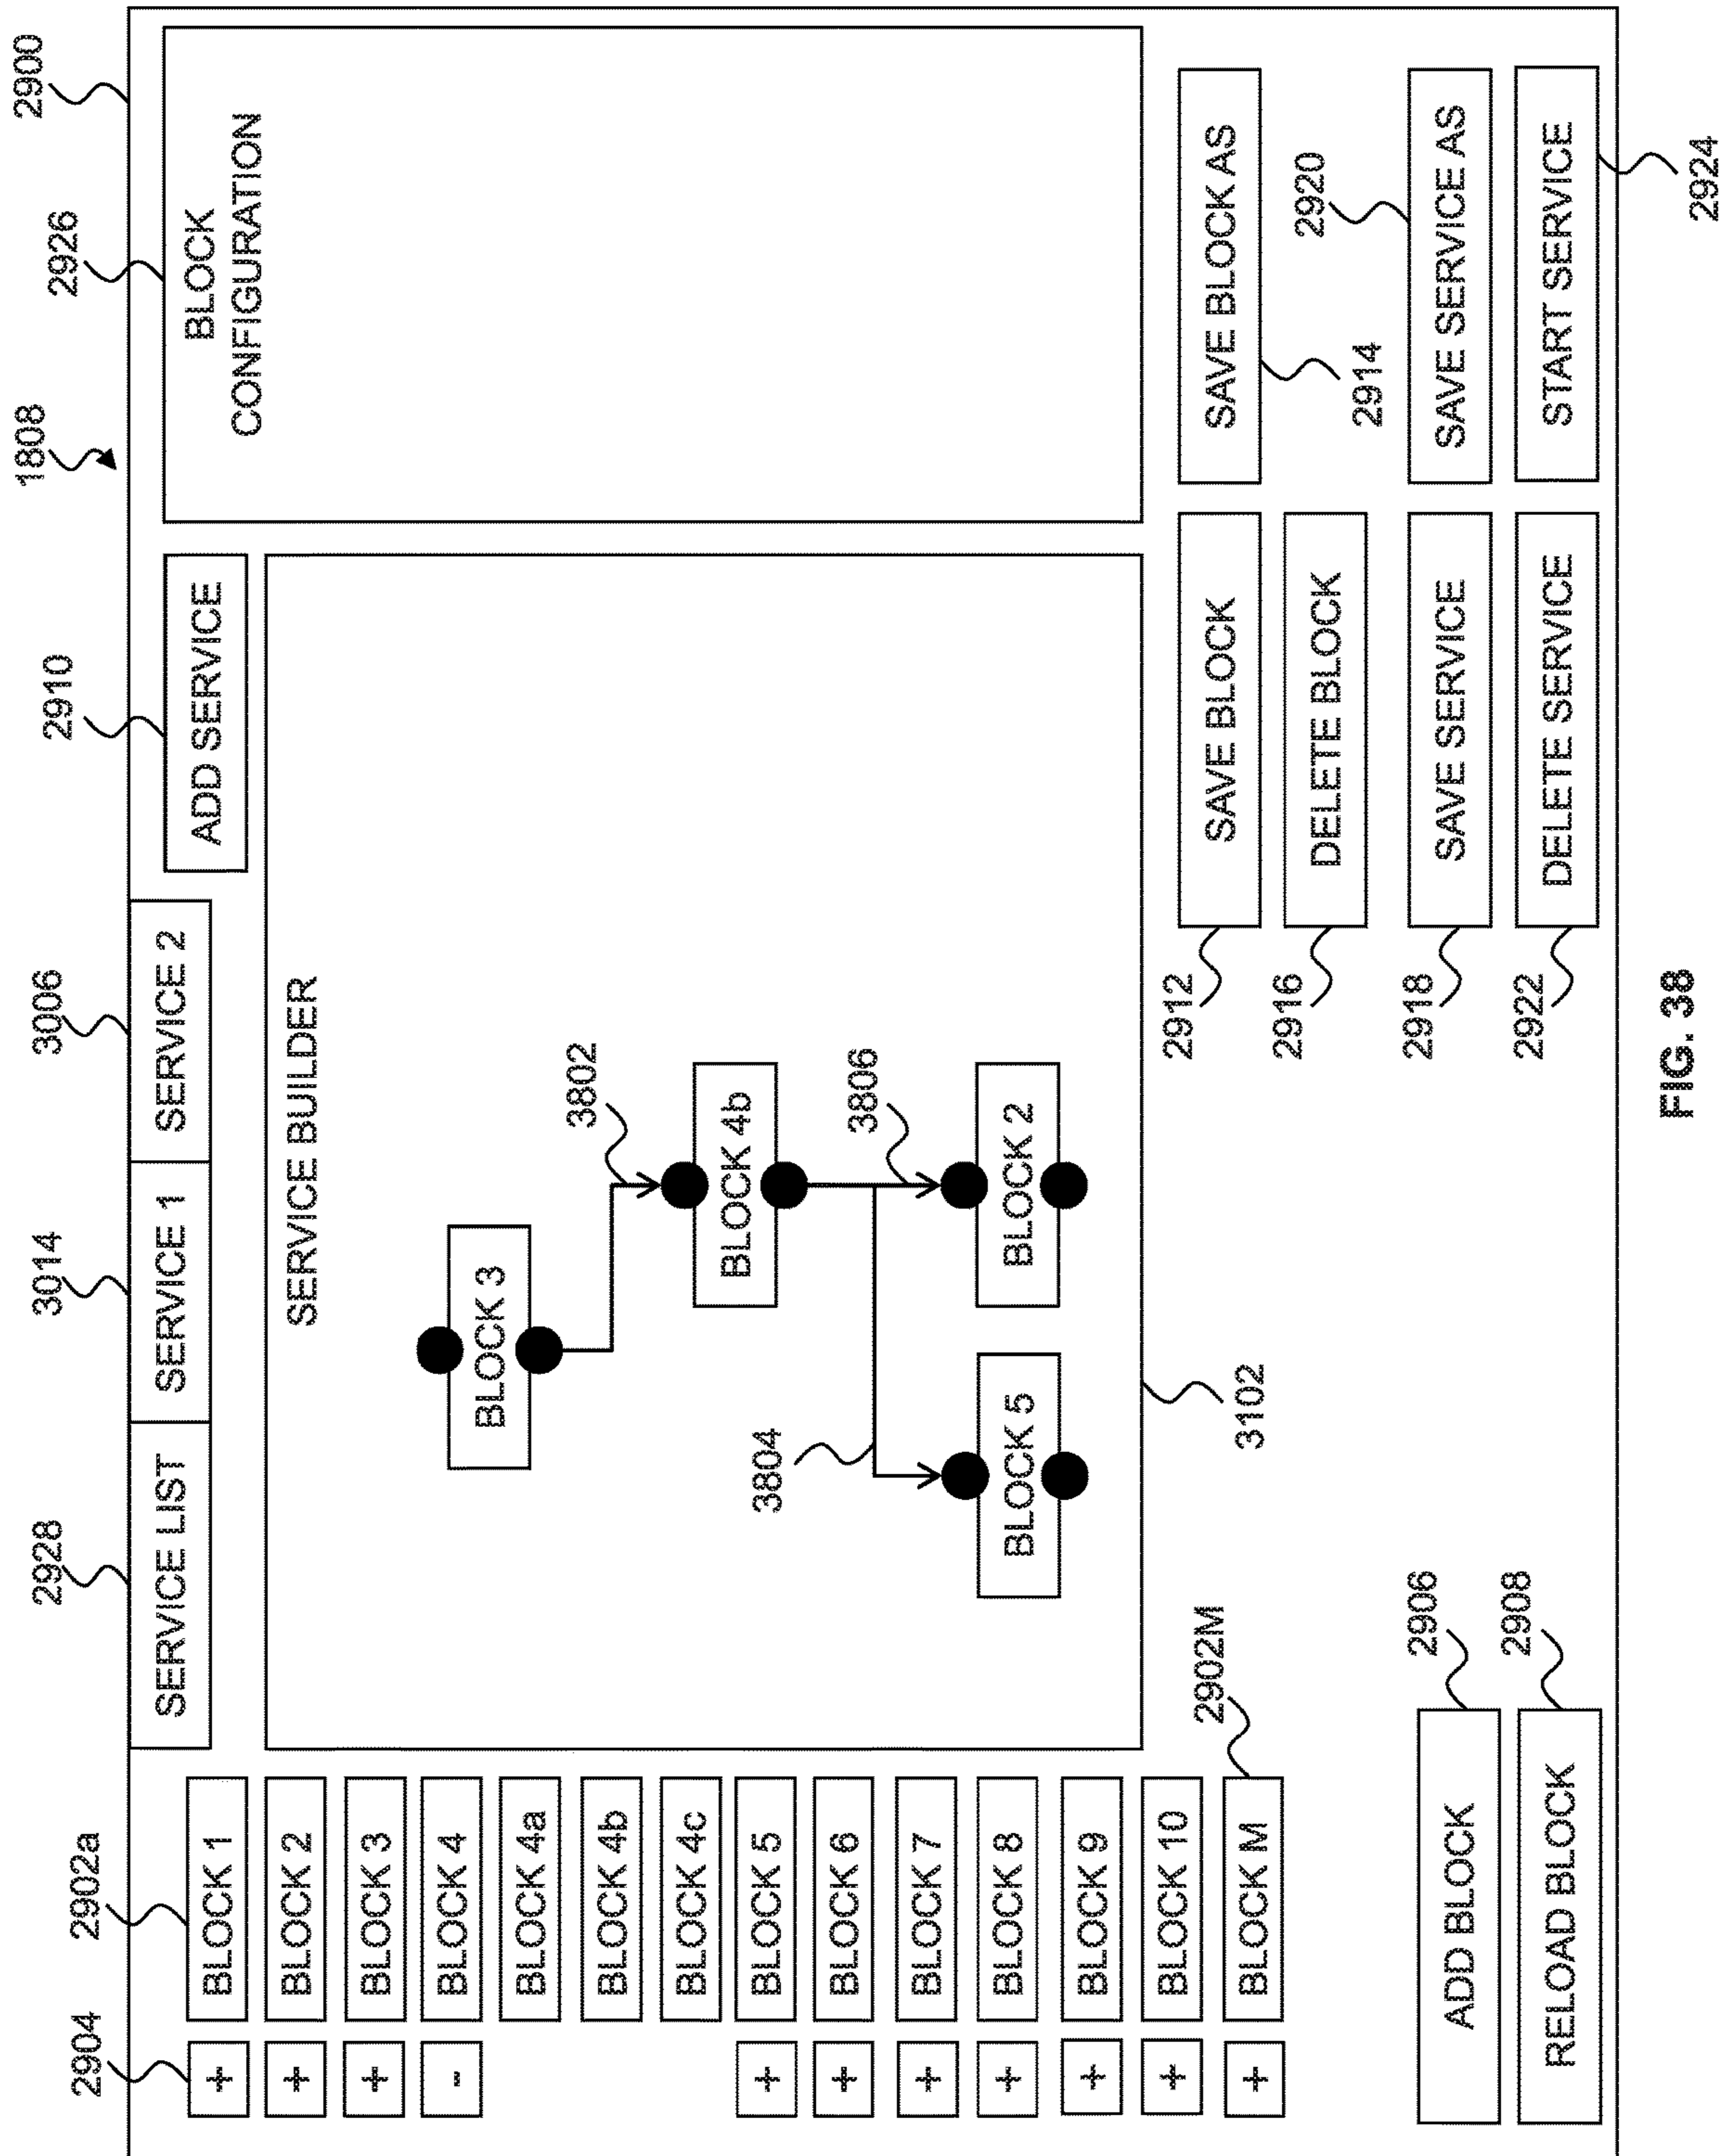 1808
2900
2904
2902a
2928
3014
3006
2910
2926
SERVICE LIST
SERVICE 1
SERVICE 2
ADD SERVICE
BLOCK
CONFIGURATION
+
BLOCK 1
+
BLOCK 2
+
BLOCK 3
-
BLOCK 4
BLOCK 4a
BLOCK 4b
BLOCK 4c
+
BLOCK 5
+
BLOCK 6
+
BLOCK 7
+
BLOCK 8
+
BLOCK 9
+
BLOCK 10
+
BLOCK M
2902M
SERVICE BUILDER
BLOCK 3
3802
BLOCK 4b
3804
3806
BLOCK 5
BLOCK 2
3102
2912
SAVE BLOCK
SAVE BLOCK AS
2914
2916
DELETE BLOCK
2920
2918
SAVE SERVICE
SAVE SERVICE AS
2922
DELETE SERVICE
START SERVICE
2924
ADD BLOCK
2906
RELOAD BLOCK
2908
FIG. 38